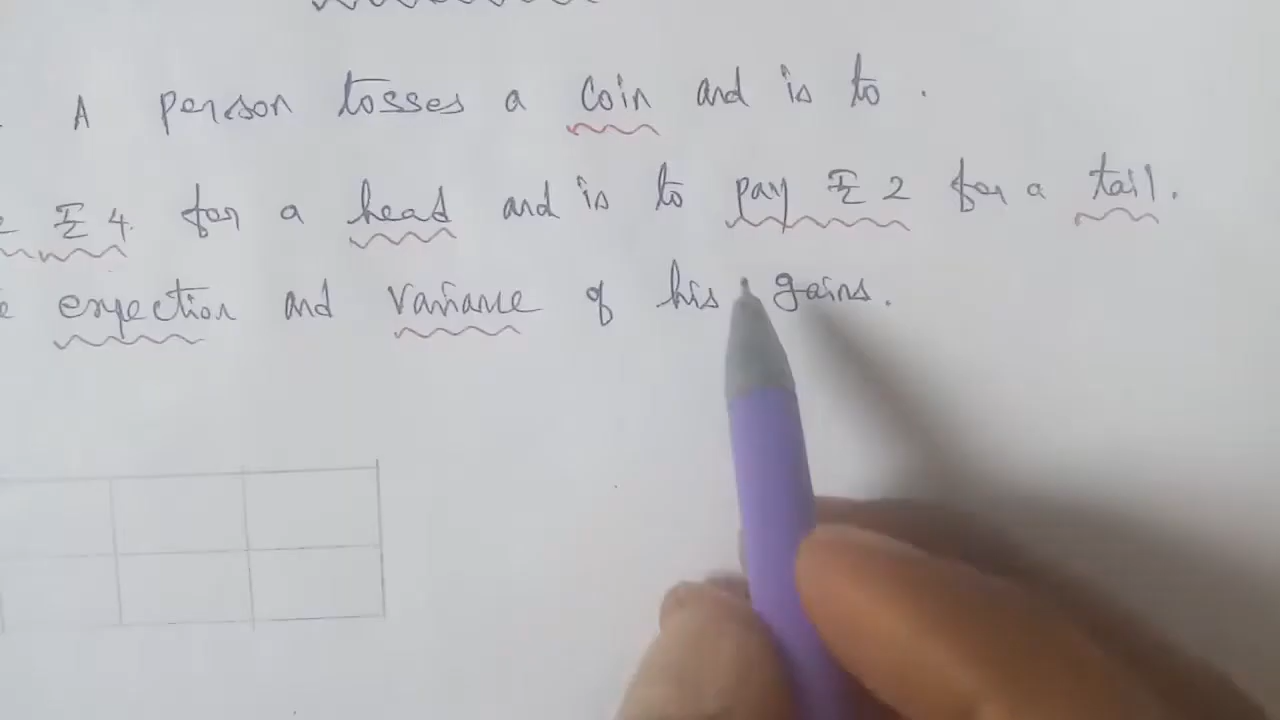 A person tosses a coin and is to .
₹ 4 for a head and is to pay ₹ 2 for a tail.
expection and variance of his gains.